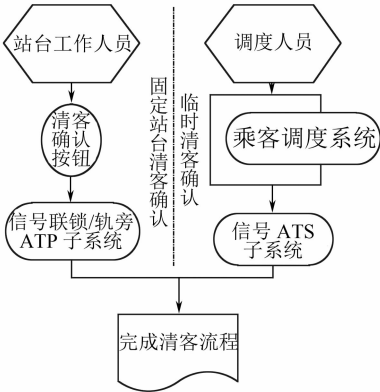 站台工作人员
调度人员
清客
确认
按钮
固定站台清客确认
临时清客确认
乘客调度系统
信号联锁/轨旁
ATP 子系统
信号 ATS
子系统
完成清客流程